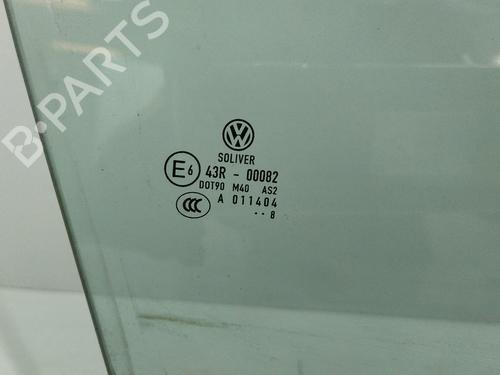 B-PARTS
VW
SOLIVER
E6 43R - 00082
DOT90 M40 AS2
CCC A 011404
·· 8